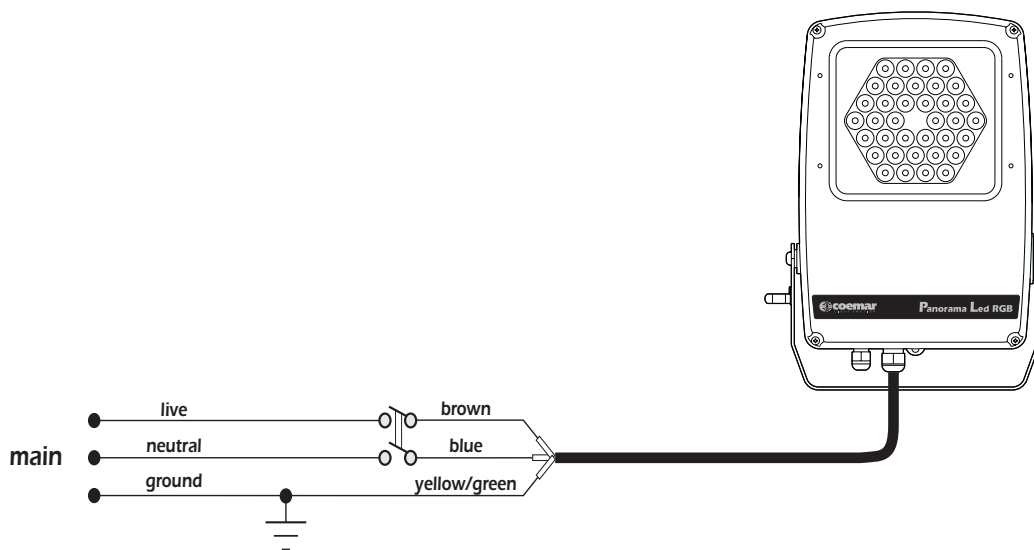 coemar
Panorama Led RGB
live
brown
main
neutral
blue
ground
yellow/green